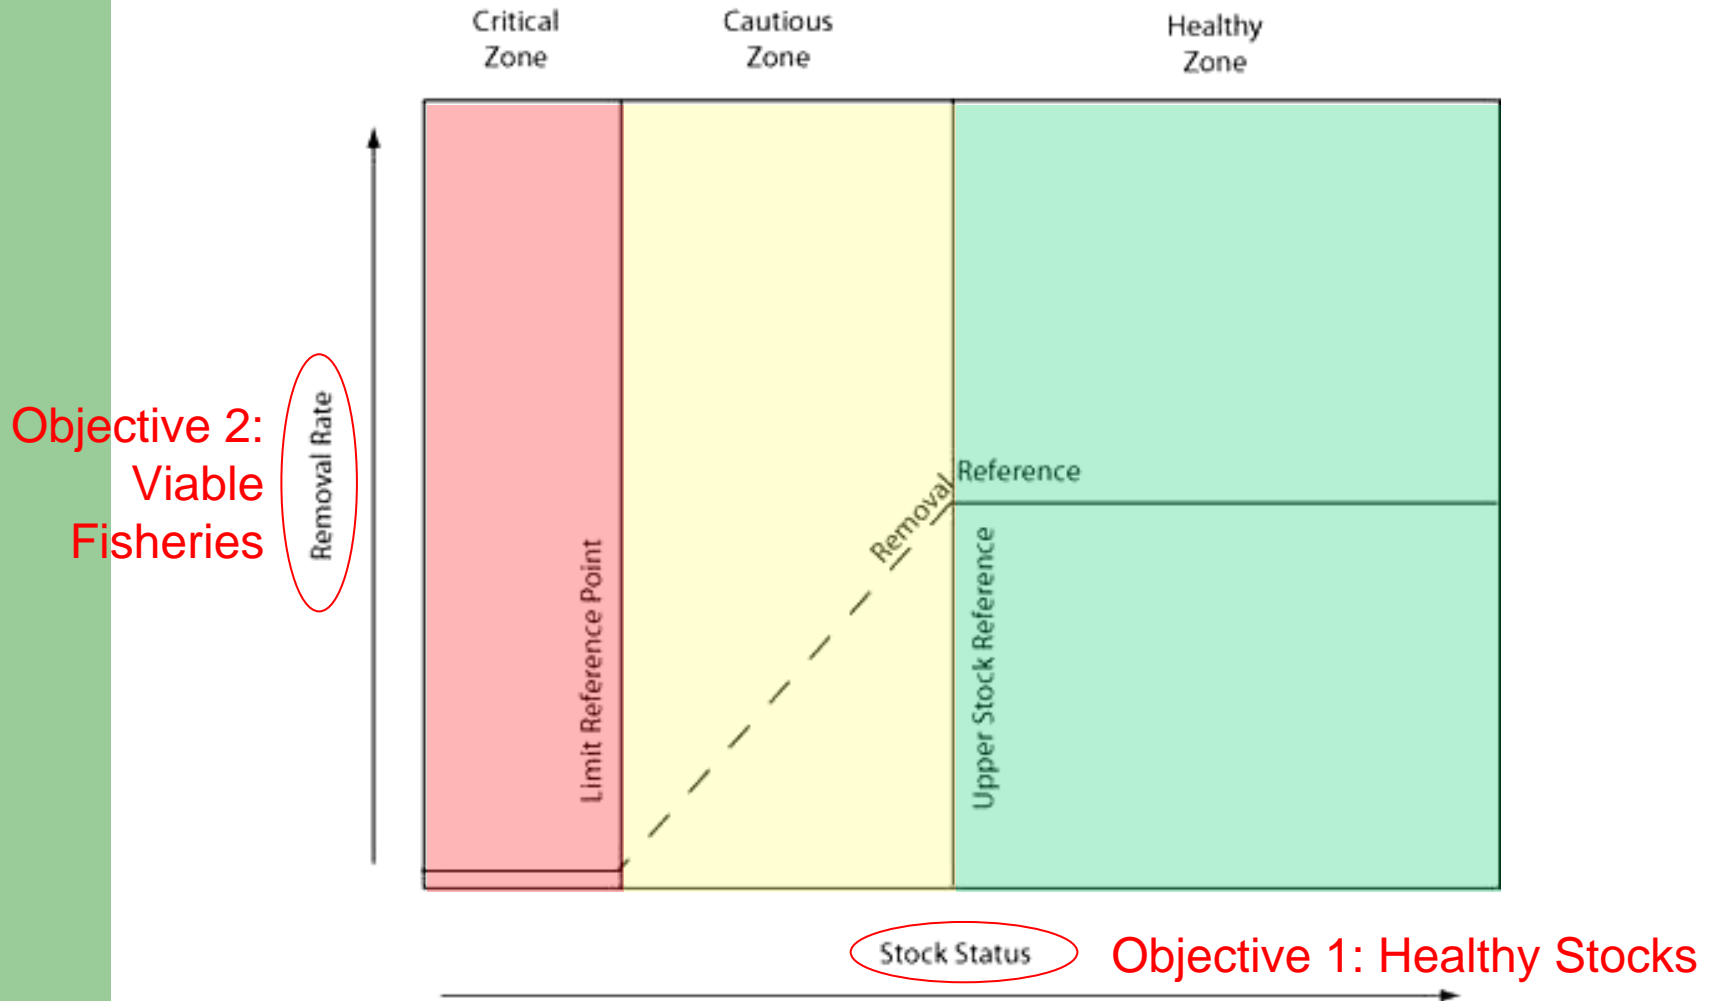 Critical
Zone
Cautious
Zone
Healthy
Zone
Objective 2:
Viable
Fisheries
Removal Rate
Limit Reference Point
Removal Reference
Upper Stock Reference
Stock Status
Objective 1: Healthy Stocks